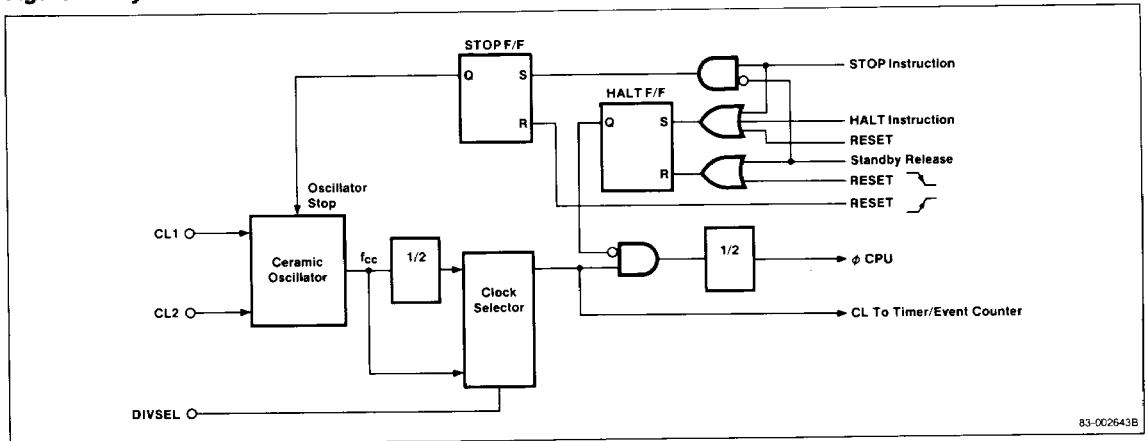 STOP F/F
Q
S
R
STOP Instruction
HALT F/F
Q
S
R
HALT Instruction
RESET
Standby Release
RESET
RESET
Oscillator
Stop
CL1
CL2
Ceramic
Oscillator
fCC
1/2
Clock
Selector
1/2
φ CPU
CL To Timer/Event Counter
DIVSEL
83-002643B